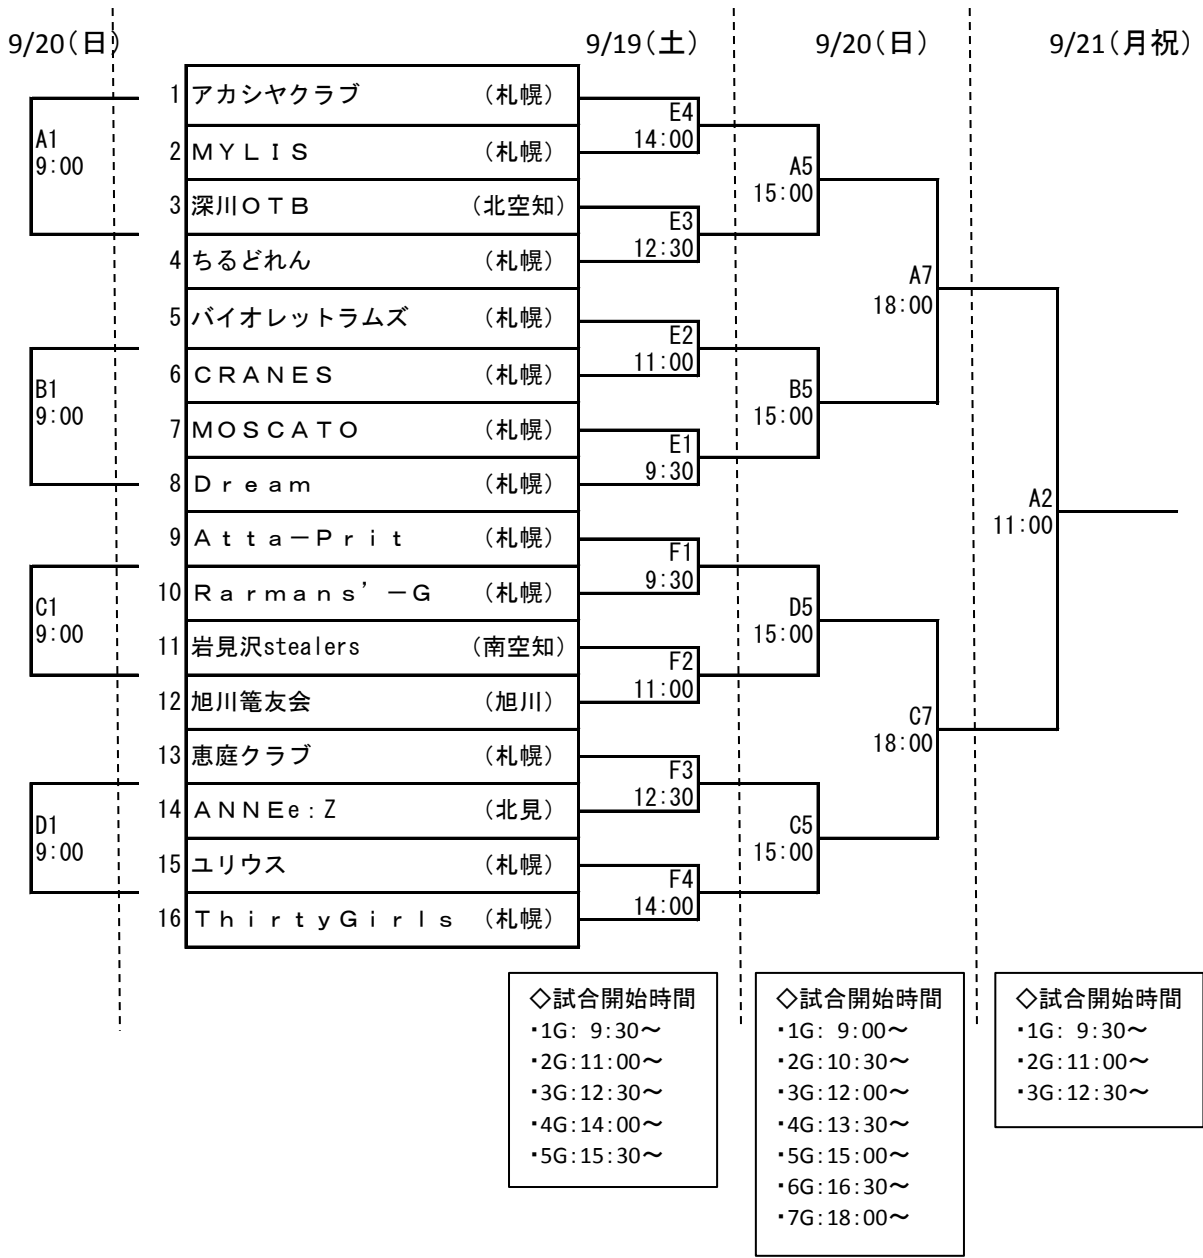 9/20(日)
9/19(土)
9/20(日)
9/21(月祝)
1 アカシヤクラブ (札幌)
2 ＭＹＬＩＳ (札幌)
3 深川ＯＴＢ (北空知)
4 ちるどれん (札幌)
5 バイオレットラムズ (札幌)
6 ＣＲＡＮＥＳ (札幌)
7 ＭＯＳＣＡＴＯ (札幌)
8 Ｄｒｅａｍ (札幌)
9 Ａｔｔａ－Ｐｒｉｔ (札幌)
10 Ｒａｒｍａｎｓ’－Ｇ (札幌)
11 岩見沢stealers (南空知)
12 旭川篭友会 (旭川)
13 恵庭クラブ (札幌)
14 ＡＮＮＥe：Z (北見)
15 ユリウス (札幌)
16 ＴｈｉｒｔｙＧｉｒｌｓ (札幌)
A1
9:00
B1
9:00
C1
9:00
D1
9:00
E4
14:00
E3
12:30
E2
11:00
E1
9:30
F1
9:30
F2
11:00
F3
12:30
F4
14:00
A5
15:00
B5
15:00
D5
15:00
C5
15:00
A7
18:00
C7
18:00
A2
11:00
◇試合開始時間
・1G: 9:30～
・2G:11:00～
・3G:12:30～
・4G:14:00～
・5G:15:30～
◇試合開始時間
・1G: 9:00～
・2G:10:30～
・3G:12:00～
・4G:13:30～
・5G:15:00～
・6G:16:30～
・7G:18:00～
◇試合開始時間
・1G: 9:30～
・2G:11:00～
・3G:12:30～